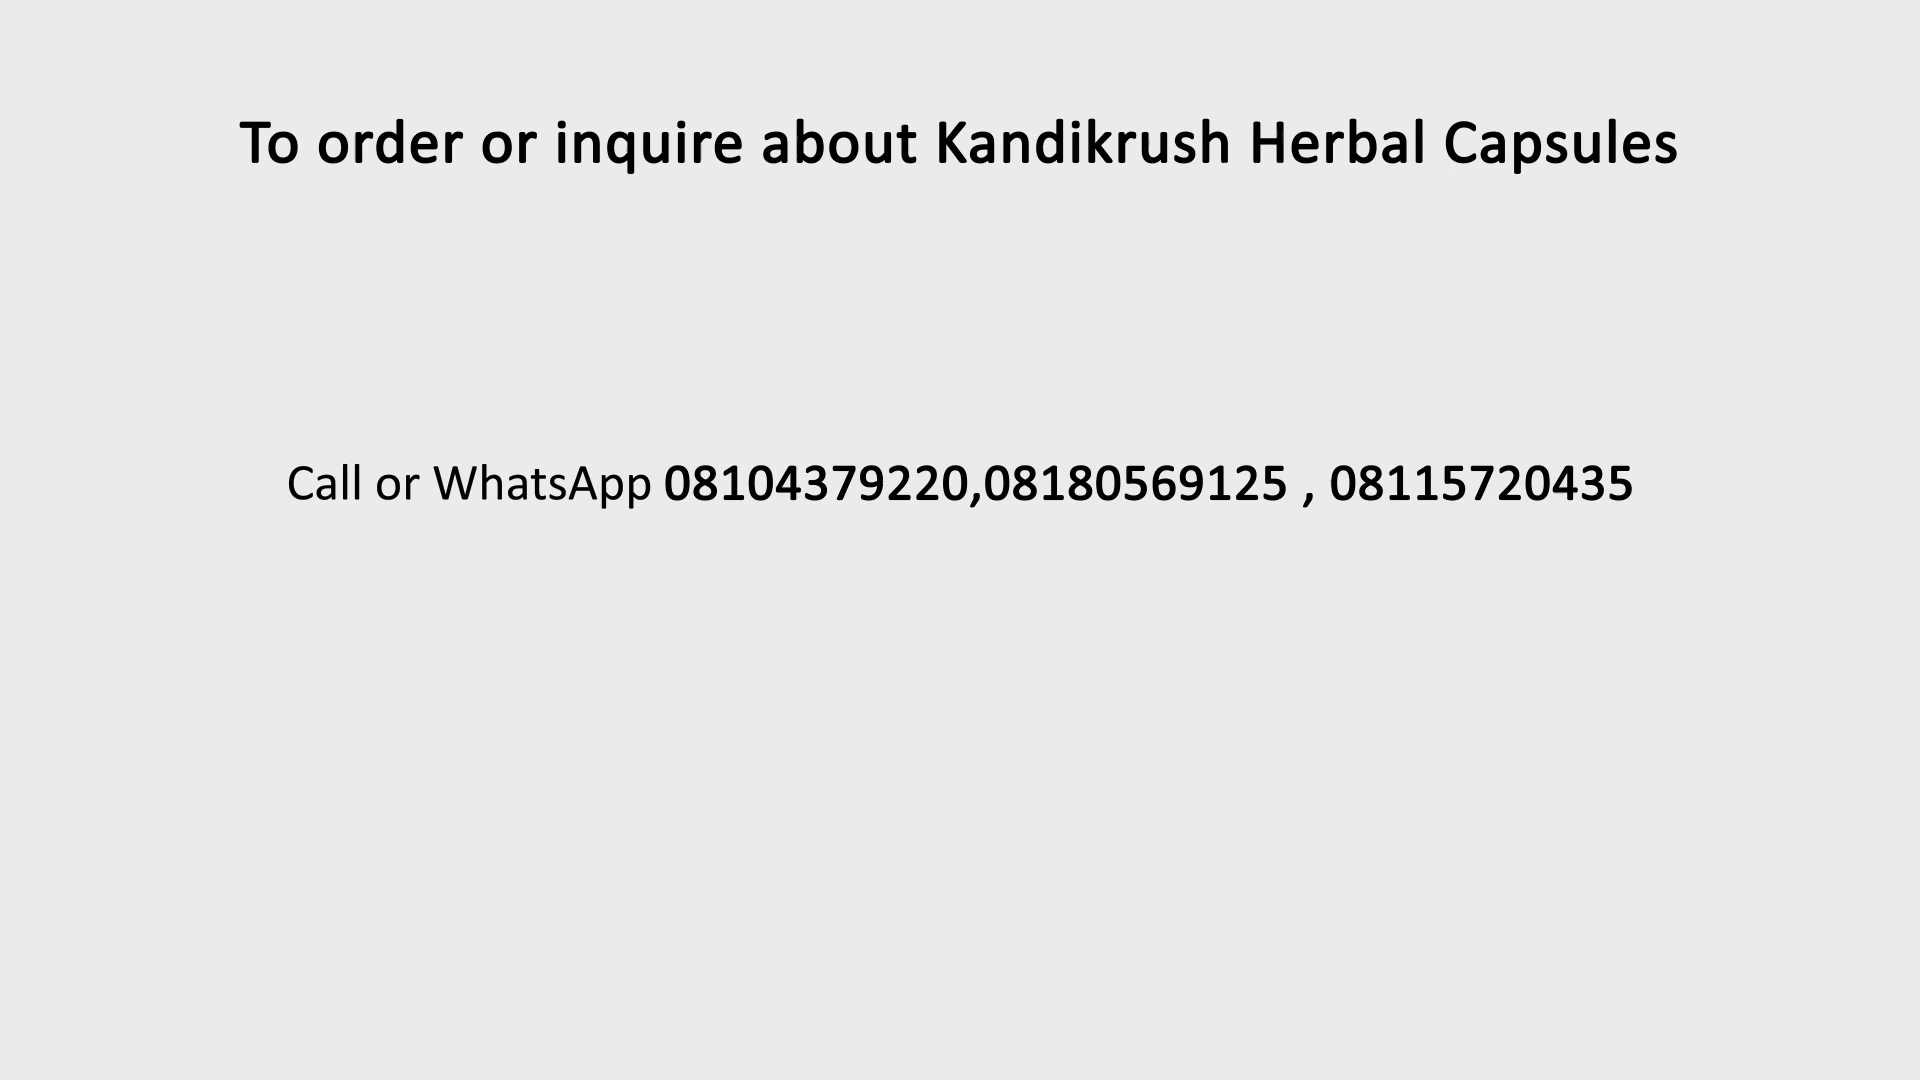 To order or inquire about Kandikrush Herbal Capsules
Call or WhatsApp 08104379220,08180569125 , 08115720435